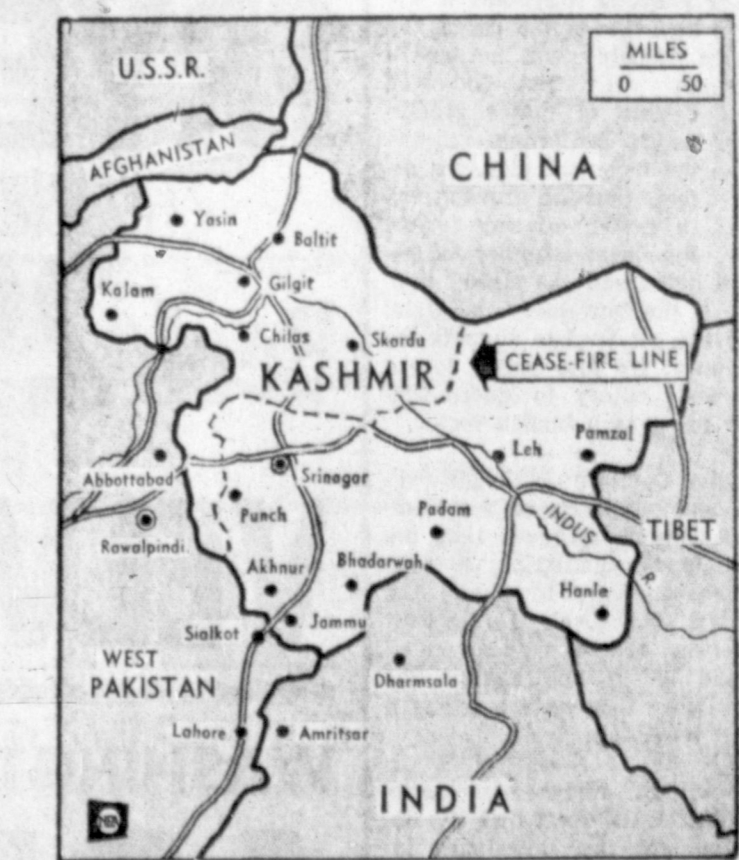 U.S.S.R.
MILES
0 50
AFGHANISTAN
CHINA
Yasin
Baltit
Gilgit
Kalam
Chilas
Skardu
KASHMIR
CEASE-FIRE LINE
Leh
Pamzal
Abbottabad
Srinagar
Punch
Padam
INDUS
R.
TIBET
Rawalpindi
Akhnur
Bhadarwah
Hanle
Sialkot
Jammu
WEST
PAKISTAN
Dharmsala
Lahore
Amritsar
NEA
INDIA